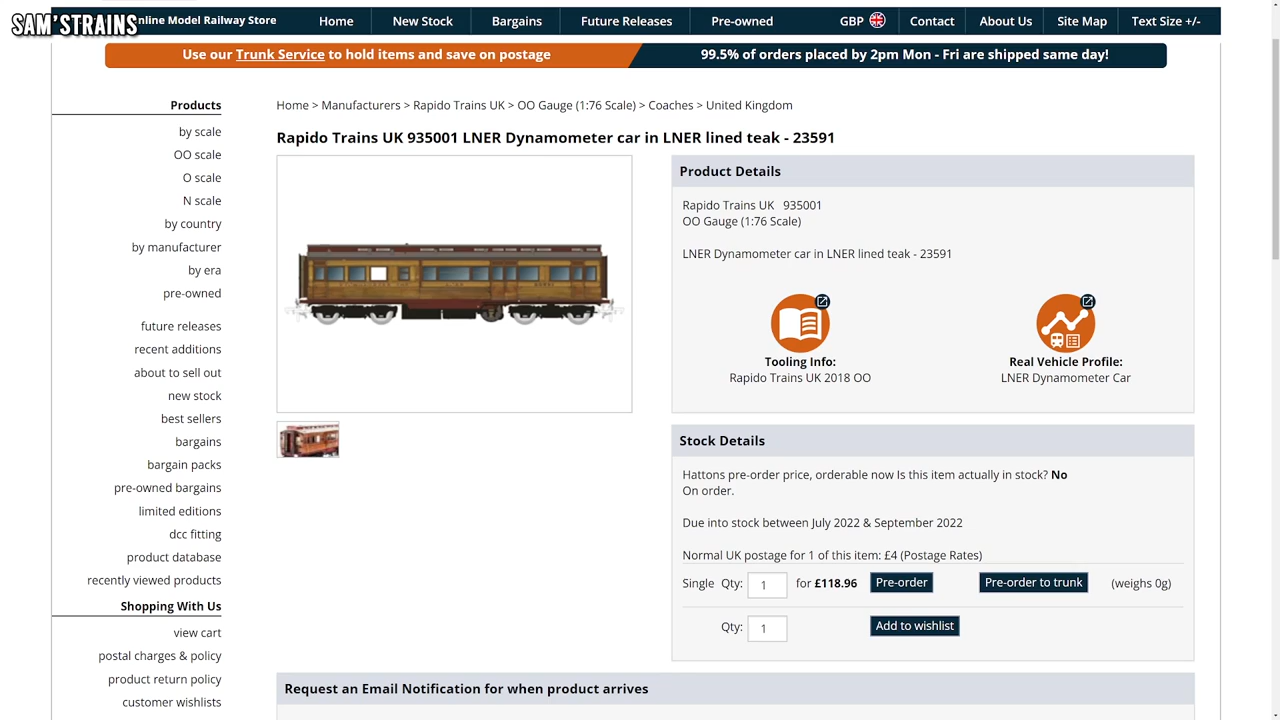 SAM'STRAINS
nline Model Railway Store
Home
New Stock
Bargains
Future Releases
Pre-owned
GBP
Contact
About Us
Site Map
Text Size +/-
Use our Trunk Service to hold items and save on postage
99.5% of orders placed by 2pm Mon - Fri are shipped same day!
Products
by scale
OO scale
O scale
N scale
by country
by manufacturer
by era
pre-owned
future releases
recent additions
about to sell out
new stock
best sellers
bargains
bargain packs
pre-owned bargains
limited editions
dcc fitting
product database
recently viewed products
Shopping With Us
view cart
postal charges & policy
product return policy
customer wishlists
Home > Manufacturers > Rapido Trains UK > OO Gauge (1:76 Scale) > Coaches > United Kingdom
Rapido Trains UK 935001 LNER Dynamometer car in LNER lined teak - 23591
Product Details
Rapido Trains UK 935001
OO Gauge (1:76 Scale)
LNER Dynamometer car in LNER lined teak - 23591
Tooling Info:
Rapido Trains UK 2018 OO
Real Vehicle Profile:
LNER Dynamometer Car
Stock Details
Hattons pre-order price, orderable now Is this item actually in stock? No
On order.
Due into stock between July 2022 & September 2022
Normal UK postage for 1 of this item: £4 (Postage Rates)
Single Qty: 1 for £118.96 Pre-order Pre-order to trunk (weighs 0g)
Qty: 1 Add to wishlist
Request an Email Notification for when product arrives